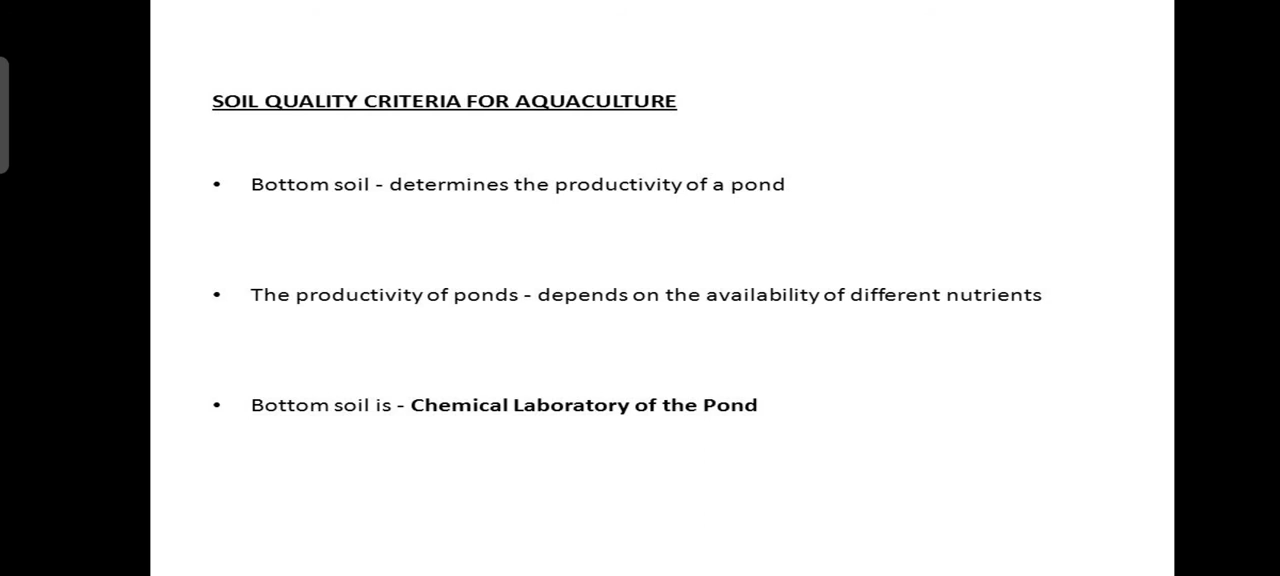 SOIL QUALITY CRITERIA FOR AQUACULTURE
• Bottom soil - determines the productivity of a pond
• The productivity of ponds - depends on the availability of different nutrients
• Bottom soil is - Chemical Laboratory of the Pond